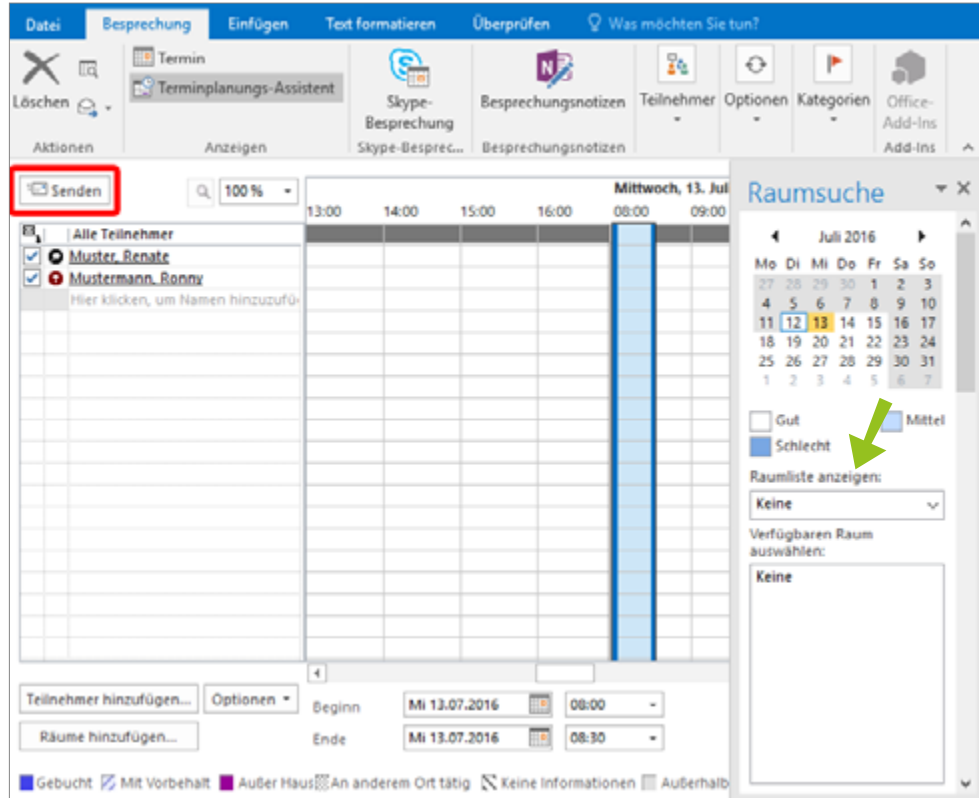 Datei Besprechung Einfügen Text formatieren Überprüfen Was möchten Sie tun?
Termin
Terminplanungs-Assistent
Löschen
Skype-
Besprechung
Besprechungsnotizen
Teilnehmer
Optionen
Kategorien
Office-
Add-Ins
Aktionen Anzeigen Skype-Besprec... Besprechungsnotizen Add-Ins
Senden
100 %
Mittwoch, 13. Jul
13:00 14:00 15:00 16:00 08:00 09:00
Alle Teilnehmer
Muster, Renate
Mustermann, Ronny
Hier klicken, um Namen hinzuzufü
Raumsuche
Juli 2016
Mo Di Mi Do Fr Sa So
27 28 29 30 1 2 3
4 5 6 7 8 9 10
11 12 13 14 15 16 17
18 19 20 21 22 23 24
25 26 27 28 29 30 31
1 2 3 4 5 6 7
Gut Mittel
Schlecht
Raumliste anzeigen:
Keine
Verfügbaren Raum
auswählen:
Keine
Teilnehmer hinzufügen... Optionen
Räume hinzufügen...
Beginn Mi 13.07.2016 08:00
Ende Mi 13.07.2016 08:30
Gebucht Mit Vorbehalt Außer Haus An anderem Ort tätig Keine Informationen Außerhalb